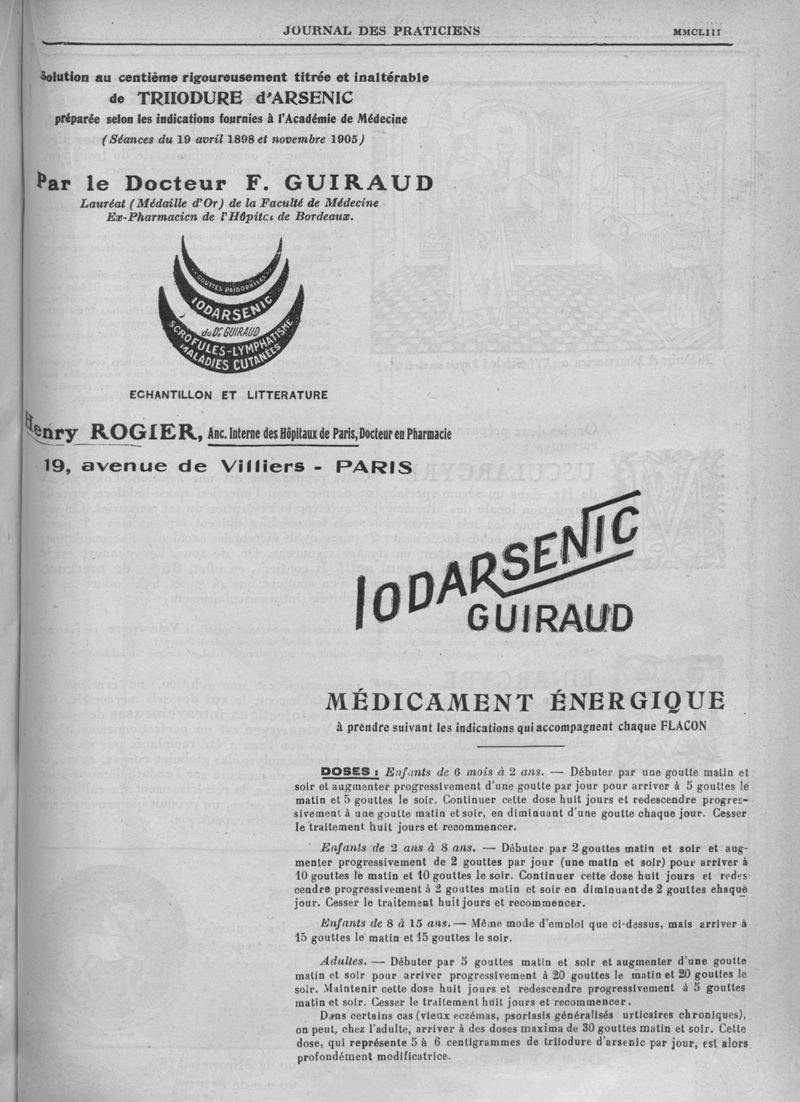 JOURNAL DES PRATICIENS
MMCLIII
Solution au centième rigoureusement titrée et inaltérable
de TRIIODURE d'ARSENIC
préparée selon les indications fournies à l'Académie de Médecine
(Séances du 19 avril 1898 et novembre 1905)
Par le Docteur F. GUIRAUD
Lauréat (Médaille d'Or) de la Faculté de Médecine
Ex-Pharmacien de l'Hôpital de Bordeaux.
GOUTTES PAIDOPHILES
IODARSENIC
du Dr GUIRAUD
SCROFULES-LYMPHATISME
MALADIES CUTANÉES
ECHANTILLON ET LITTERATURE
Henry ROGIER, Anc. Interne des Hôpitaux de Paris, Docteur en Pharmacie
19, avenue de Villiers - PARIS
IODARSENIC
GUIRAUD
MÉDICAMENT ÉNERGIQUE
à prendre suivant les indications qui accompagnent chaque FLACON
DOSES : Enfants de 6 mois à 2 ans. — Débuter par une goutte matin et
soir et augmenter progressivement d'une goutte par jour pour arriver à 5 gouttes le
matin et 5 gouttes le soir. Continuer cette dose huit jours et redescendre progres-
sivement à une goutte matin et soir, en diminuant d'une goutte chaque jour. Cesser
le traitement huit jours et recommencer.
Enfants de 2 ans à 8 ans. — Débuter par 2 gouttes matin et soir et aug-
menter progressivement de 2 gouttes par jour (une matin et soir) pour arriver à
10 gouttes le matin et 10 gouttes le soir. Continuer cette dose huit jours et redes-
cendre progressivement à 2 gouttes matin et soir en diminuant de 2 gouttes chaque
jour. Cesser le traitement huit jours et recommencer.
Enfants de 8 à 15 ans. — Même mode d'emploi que ci-dessus, mais arriver à
15 gouttes le matin et 15 gouttes le soir.
Adultes. — Débuter par 5 gouttes matin et soir et augmenter d'une goutte
matin et soir pour arriver progressivement à 20 gouttes le matin et 20 gouttes le
soir. Maintenir cette dose huit jours et redescendre progressivement à 5 gouttes
matin et soir. Cesser le traitement huit jours et recommencer.
Dans certains cas (vieux eczémas, psoriasis généralisés urticaires chroniques),
on peut, chez l'adulte, arriver à des doses maxima de 30 gouttes matin et soir. Cette
dose, qui représente 5 à 6 centigrammes de triiodure d'arsenic par jour, est alors
profondément modificatrice.